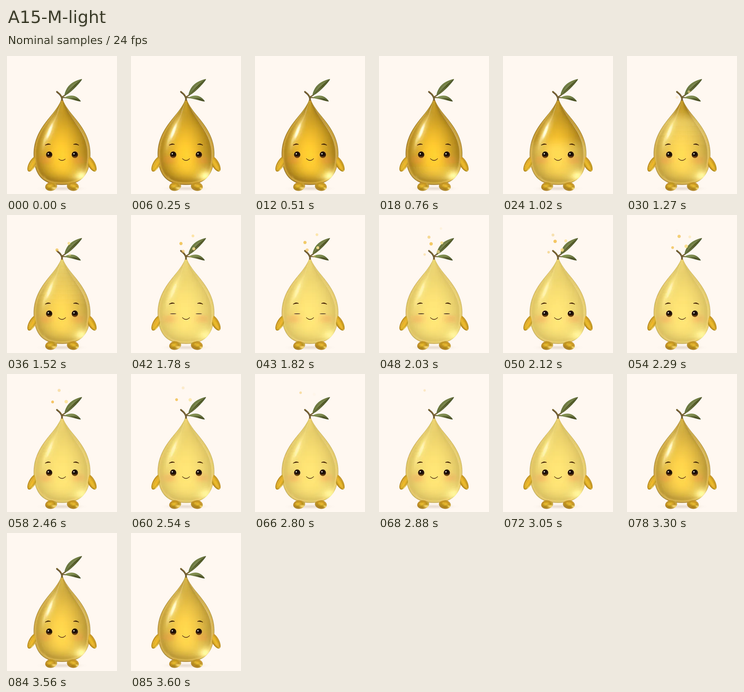 A15-M-light
Nominal samples / 24 fps
000 0.00 s
006 0.25 s
012 0.51 s
018 0.76 s
024 1.02 s
030 1.27 s
036 1.52 s
042 1.78 s
043 1.82 s
048 2.03 s
050 2.12 s
054 2.29 s
058 2.46 s
060 2.54 s
066 2.80 s
068 2.88 s
072 3.05 s
078 3.30 s
084 3.56 s
085 3.60 s